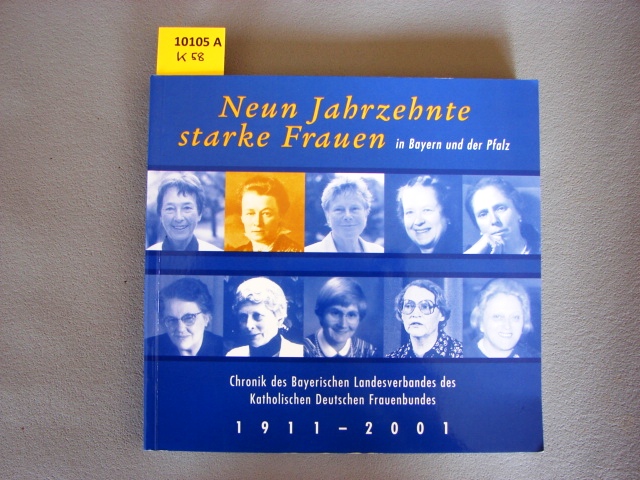 10105 A
K 58
Neun Jahrzehnte
starke Frauen in Bayern und der Pfalz
Chronik des Bayerischen Landesverbandes des
Katholischen Deutschen Frauenbundes
1911–2001